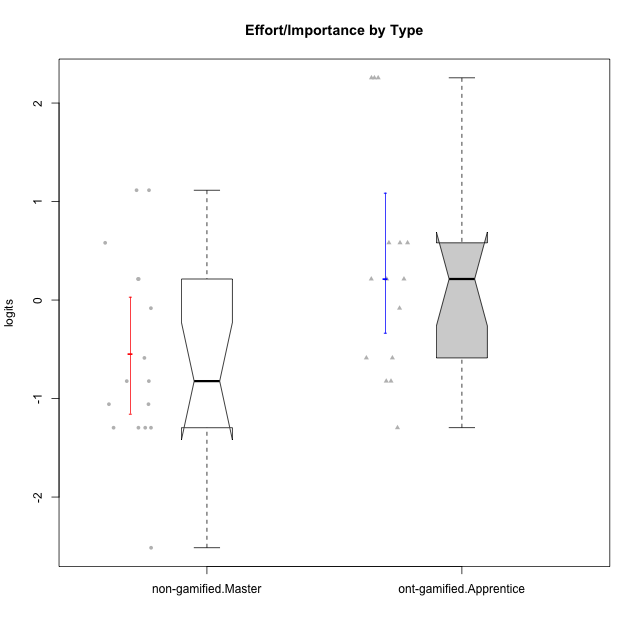 Effort/Importance by Type
logits
2
1
0
-1
-2
non-gamified.Master
ont-gamified.Apprentice